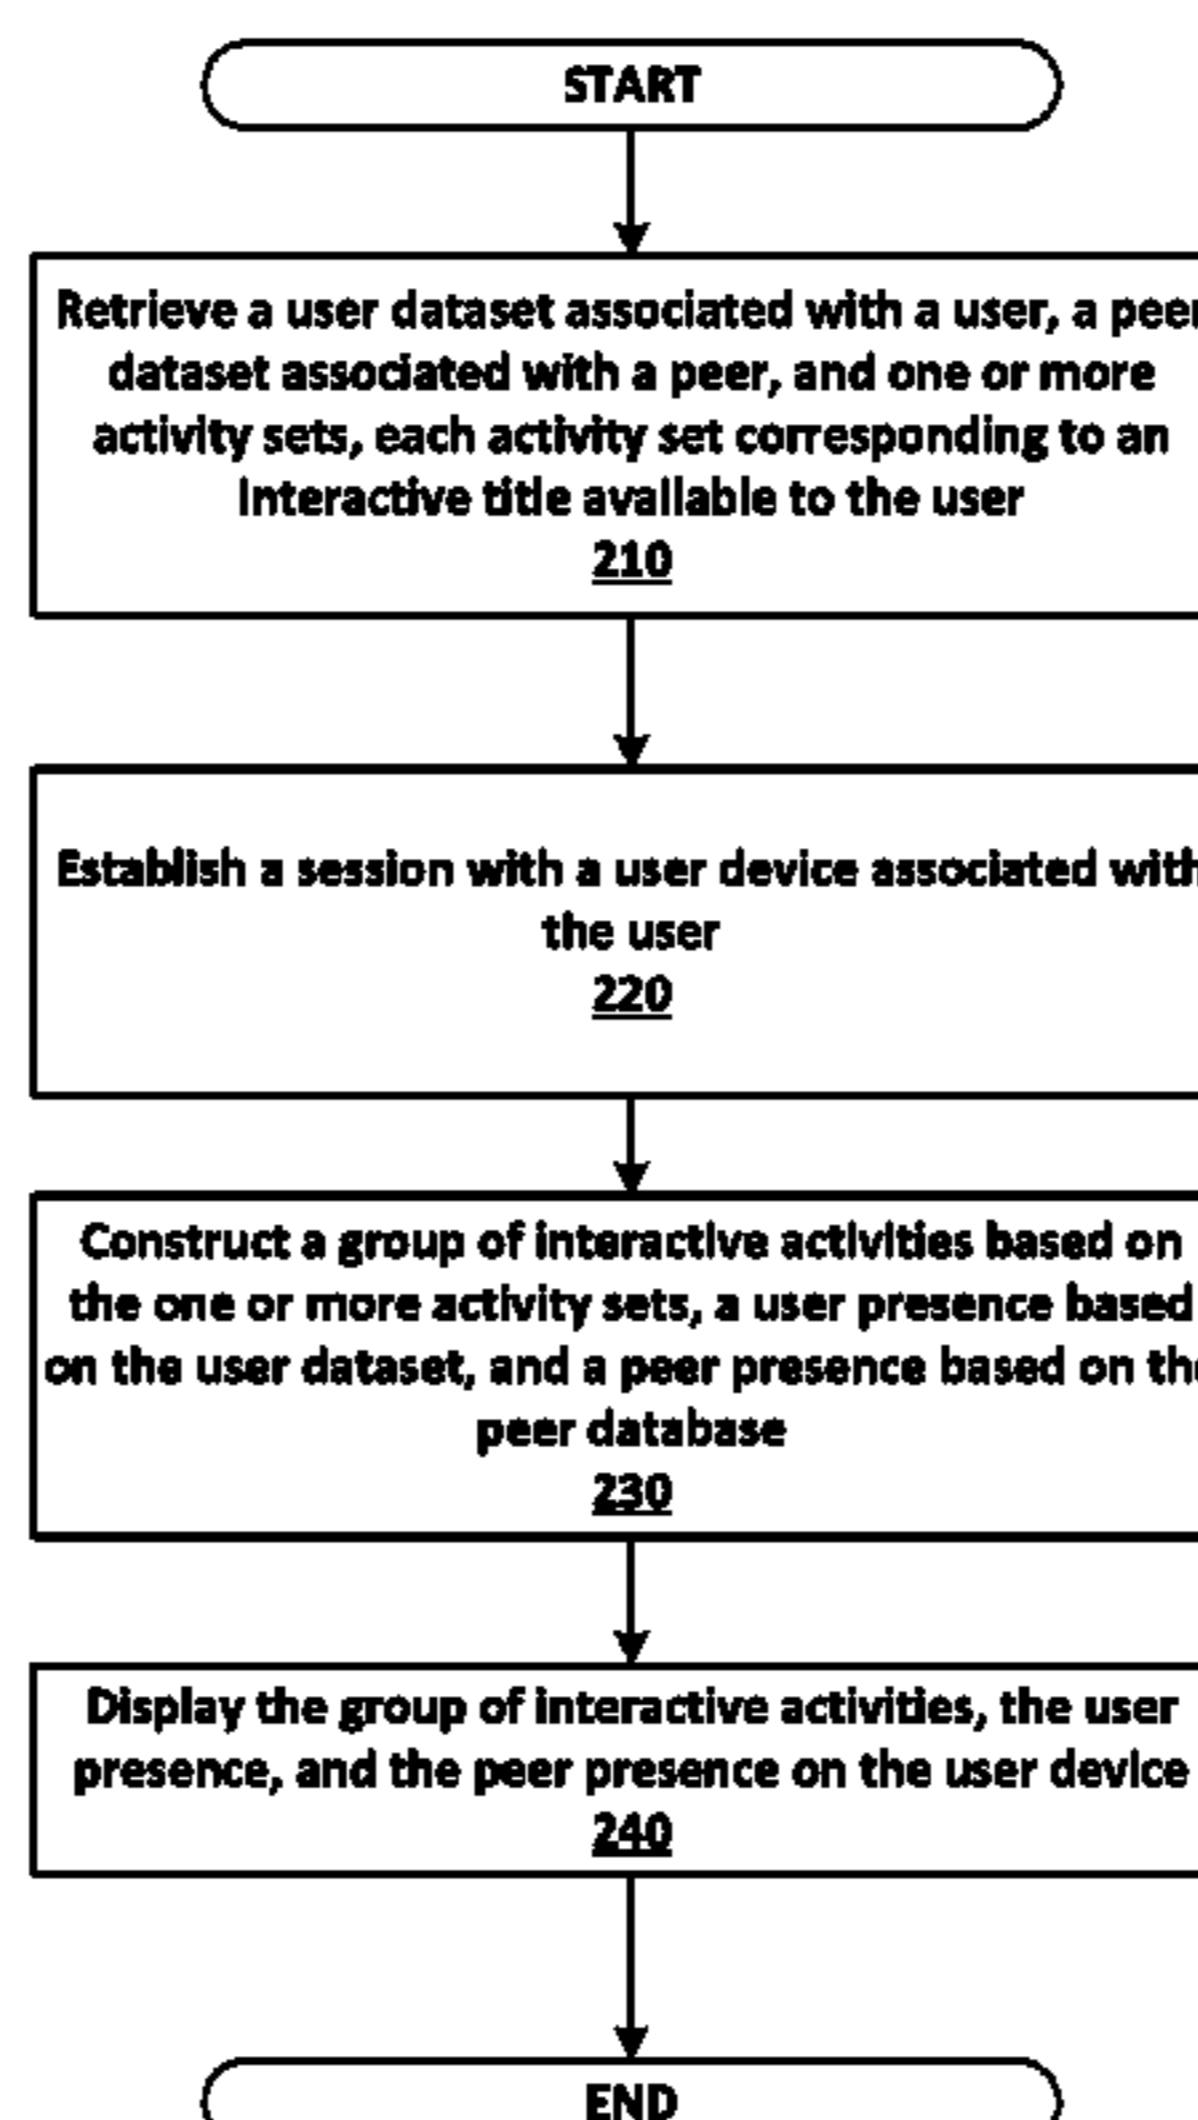 START
Retrieve a user dataset associated with a user, a peer
dataset associated with a peer, and one or more
activity sets, each activity set corresponding to an
interactive title available to the user
210
Establish a session with a user device associated with
the user
220
Construct a group of interactive activities based on
the one or more activity sets, a user presence based
on the user dataset, and a peer presence based on the
peer database
230
Display the group of interactive activities, the user
presence, and the peer presence on the user device
240
END